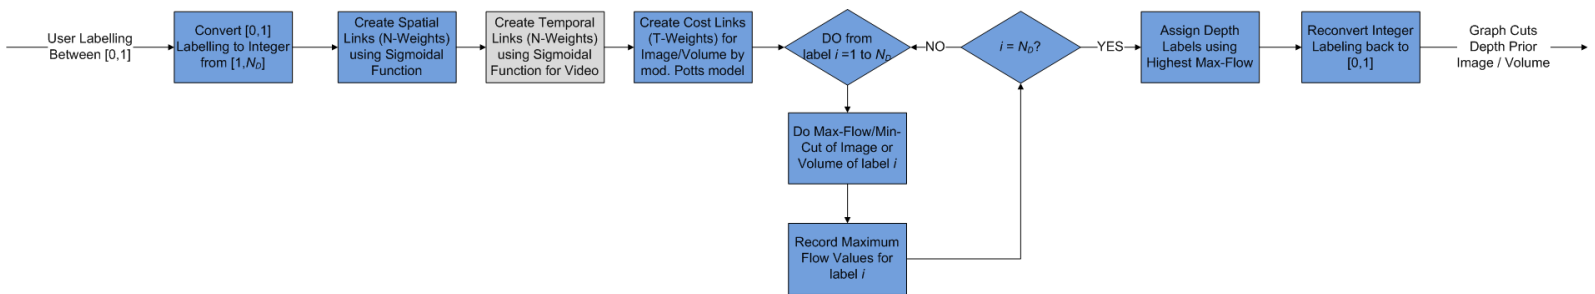 User Labelling
Between [0,1]
Convert [0,1]
Labelling to Integer
from [1,N_D]
Create Spatial
Links (N-Weights)
using Sigmoidal
Function
Create Temporal
Links (N-Weights)
using Sigmoidal
Function for Video
Create Cost Links
(T-Weights) for
Image/Volume by
mod. Potts model
DO from
label i =1 to N_D
Do Max-Flow/Min-
Cut of Image or
Volume of label i
Record Maximum
Flow Values for
label i
NO
i = N_D?
YES
Assign Depth
Labels using
Highest Max-Flow
Reconvert Integer
Labeling back to
[0,1]
Graph Cuts
Depth Prior
Image / Volume